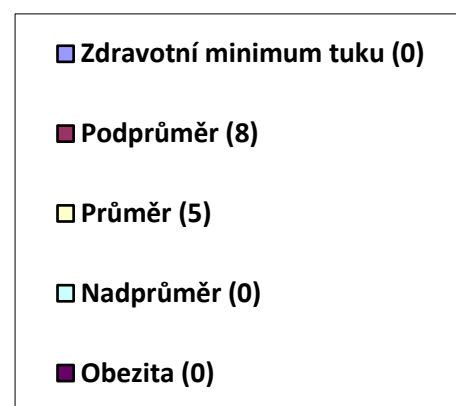 Zdravotní minimum tuku (0)
Podprůměr (8)
Průměr (5)
Nadprůměr (0)
Obezita (0)